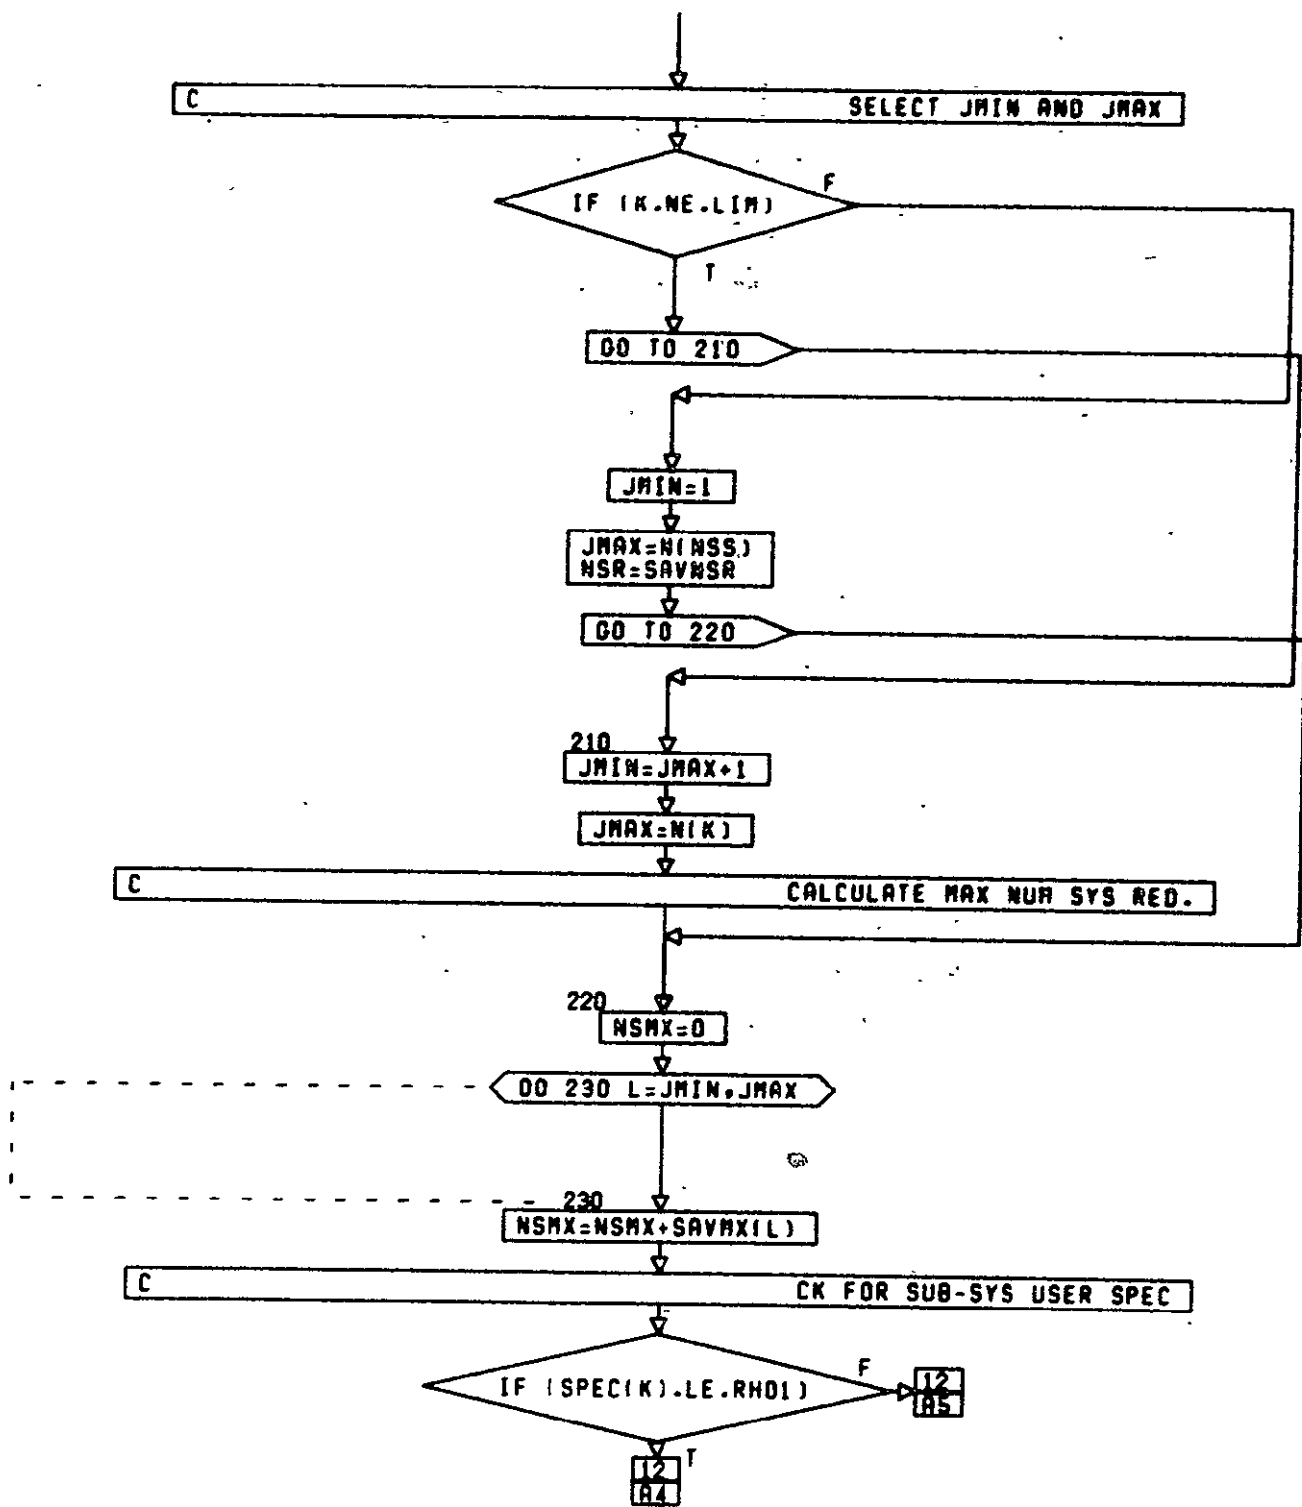 C SELECT JMIN AND JMAX
IF (K.NE.LIM)
F
T
GO TO 210
JMIN=1
JMAX=N(NSS)
NSR=SAVNSR
GO TO 220
210
JMIN=JMAX+1
JMAX=N(K)
C CALCULATE MAX NUM SYS RED.
220
NSMX=0
DO 230 L=JMIN,JMAX
230
NSMX=NSMX+SAVMX(L)
C CK FOR SUB-SYS USER SPEC
IF (SPEC(K).LE.RHO1)
F
12
A5
T
12
A4